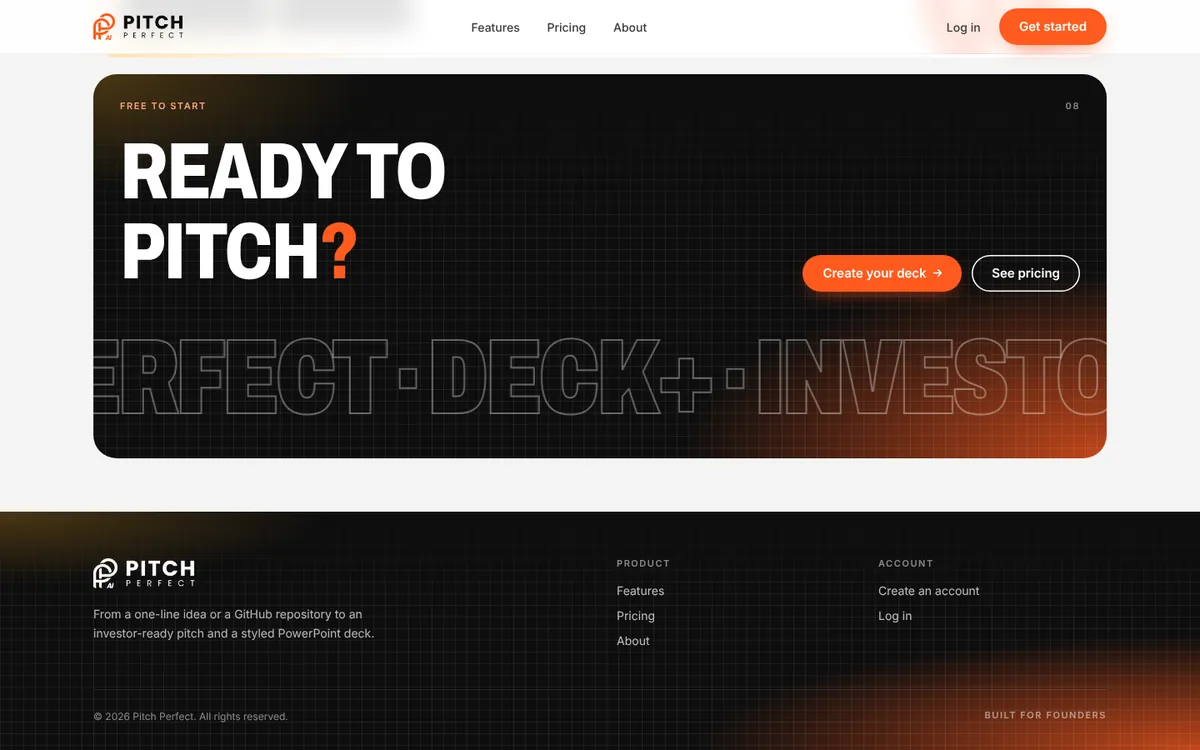 PITCH
PERFECT
AI
Features
Pricing
About
Log in
Get started
FREE TO START
08
READY TO
PITCH?
Create your deck →
See pricing
ERFECT · DECK+ · INVESTO
PITCH
PERFECT
AI
From a one-line idea or a GitHub repository to an
investor-ready pitch and a styled PowerPoint deck.
PRODUCT
Features
Pricing
About
ACCOUNT
Create an account
Log in
© 2026 Pitch Perfect. All rights reserved.
BUILT FOR FOUNDERS